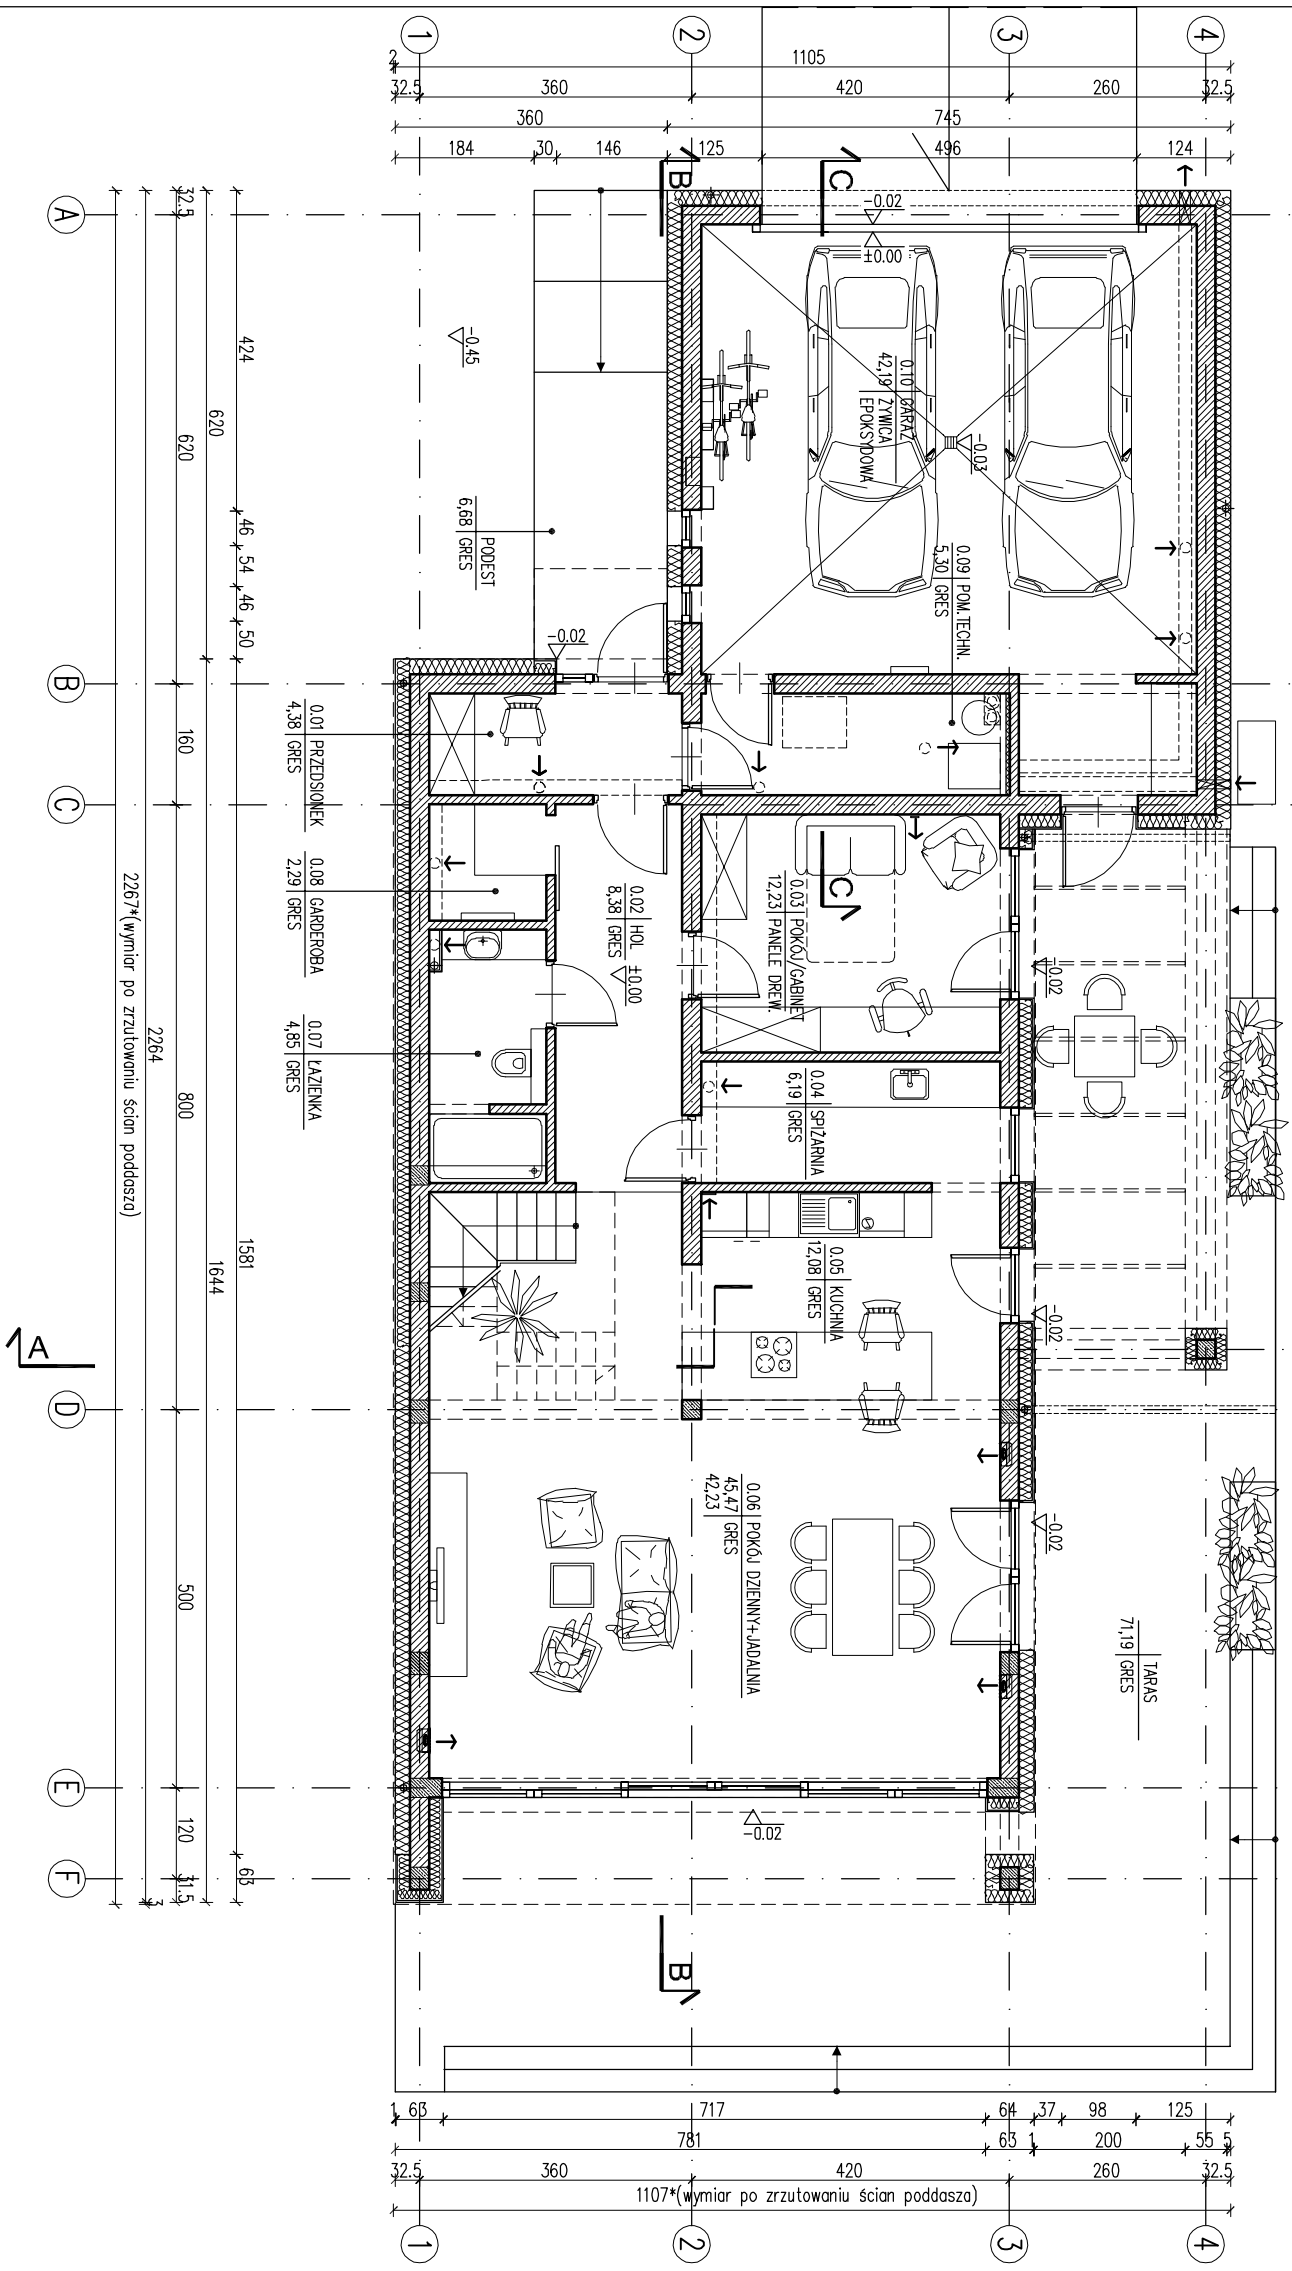 1
2
3
4
2
1105
32.5
360
420
260
32.5
360
745
184
30
146
125
496
124
B
C
-0.02
±0.00
A
32.5
424
-0.45
0.10 GARAŻ
42,19 ŻYWICA
EPOKSYDOWA
-0.03
620
620
46
54
46
50
PODEST
6,68 GRES
0.09 POM.TECHN.
5,30 GRES
-0.02
B
160
0.01 PRZEDSIONEK
4,38 GRES
C
0.08 GARDEROBA
2,29 GRES
0.02 HOL
8,38 GRES
±0.00
0.03 POKÓJ/GABINET
12,23 PANELE DREW.
C
-0.02
2267*(wymiar po zrzutowaniu ścian poddasza)
2264
800
1644
1581
0.07 ŁAZIENKA
4,85 GRES
0.04 SPIŻARNIA
6,19 GRES
0.05 KUCHNIA
12,08 GRES
-0.02
A
D
0.06 POKÓJ DZIENNY+JADALNIA
45,47 GRES
42,23
-0.02
500
TARAS
71,19 GRES
E
120
-0.02
F
31.5
63
3
B
1
63
717
64
37
98
125
781
63
1
200
55
5
32.5
360
420
260
32.5
1107*(wymiar po zrzutowaniu ścian poddasza)
1
2
3
4